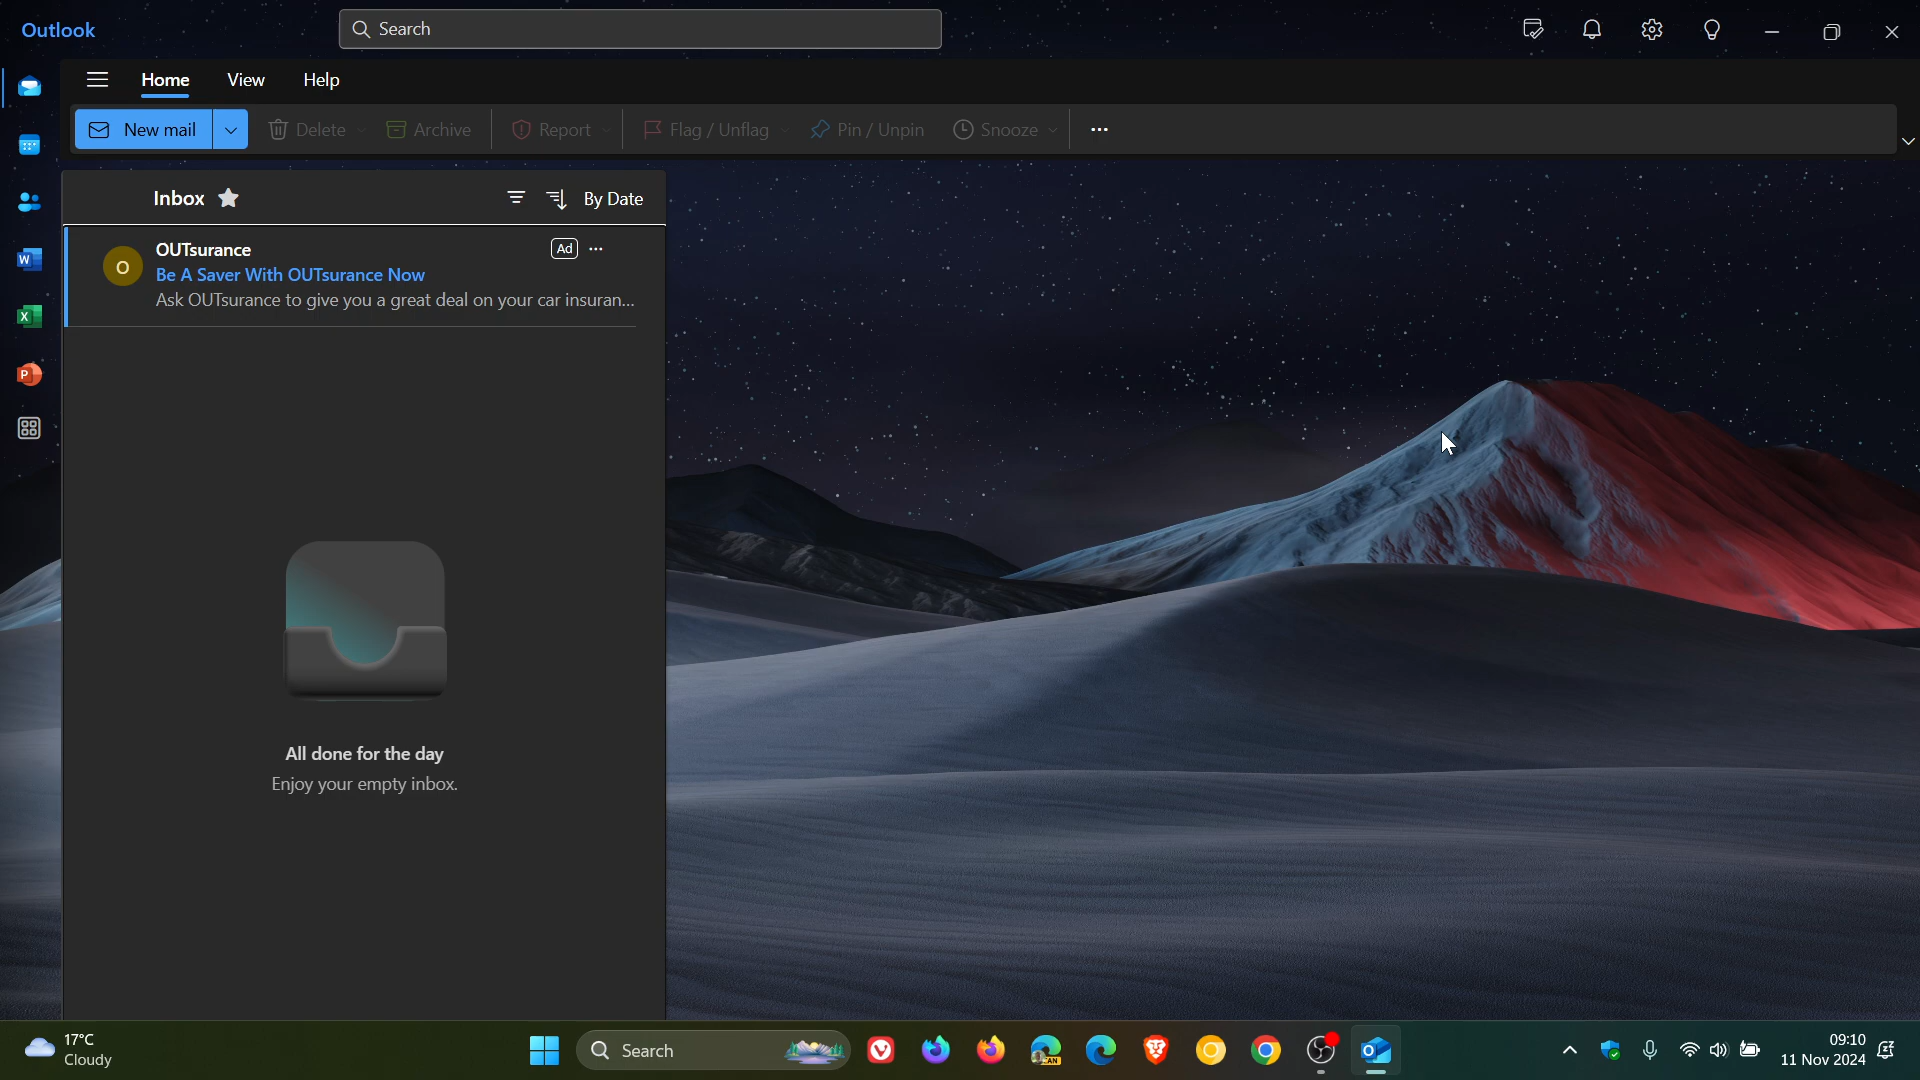 Outlook
Search
Home
View
Help
New mail
Delete
Archive
Report
Flag / Unflag
Pin / Unpin
Snooze
Inbox
By Date
O
OUTsurance
Ad
Be A Saver With OUTsurance Now
Ask OUTsurance to give you a great deal on your car insuran...
All done for the day
Enjoy your empty inbox.
17°C
Cloudy
Search
CAN
09:10
11 Nov 2024